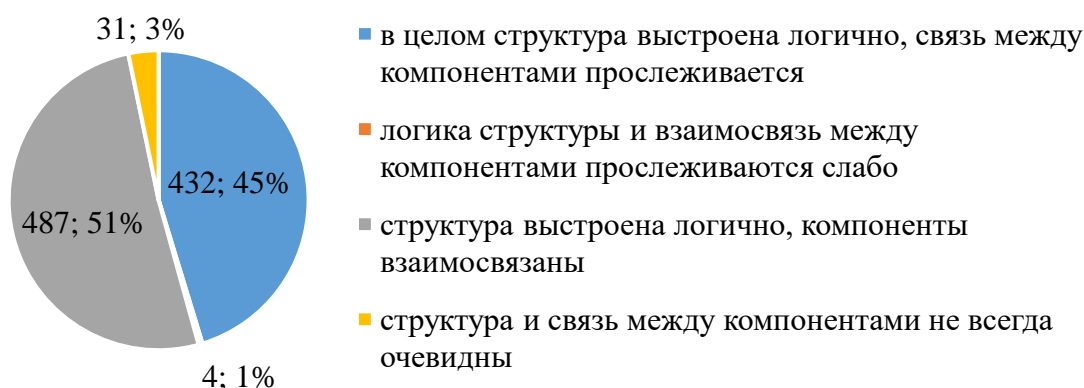 31; 3%
432; 45%
487; 51%
4; 1%
в целом структура выстроена логично, связь между
компонентами прослеживается
логика структуры и взаимосвязь между
компонентами прослеживаются слабо
структура выстроена логично, компоненты
взаимосвязаны
структура и связь между компонентами не всегда
очевидны